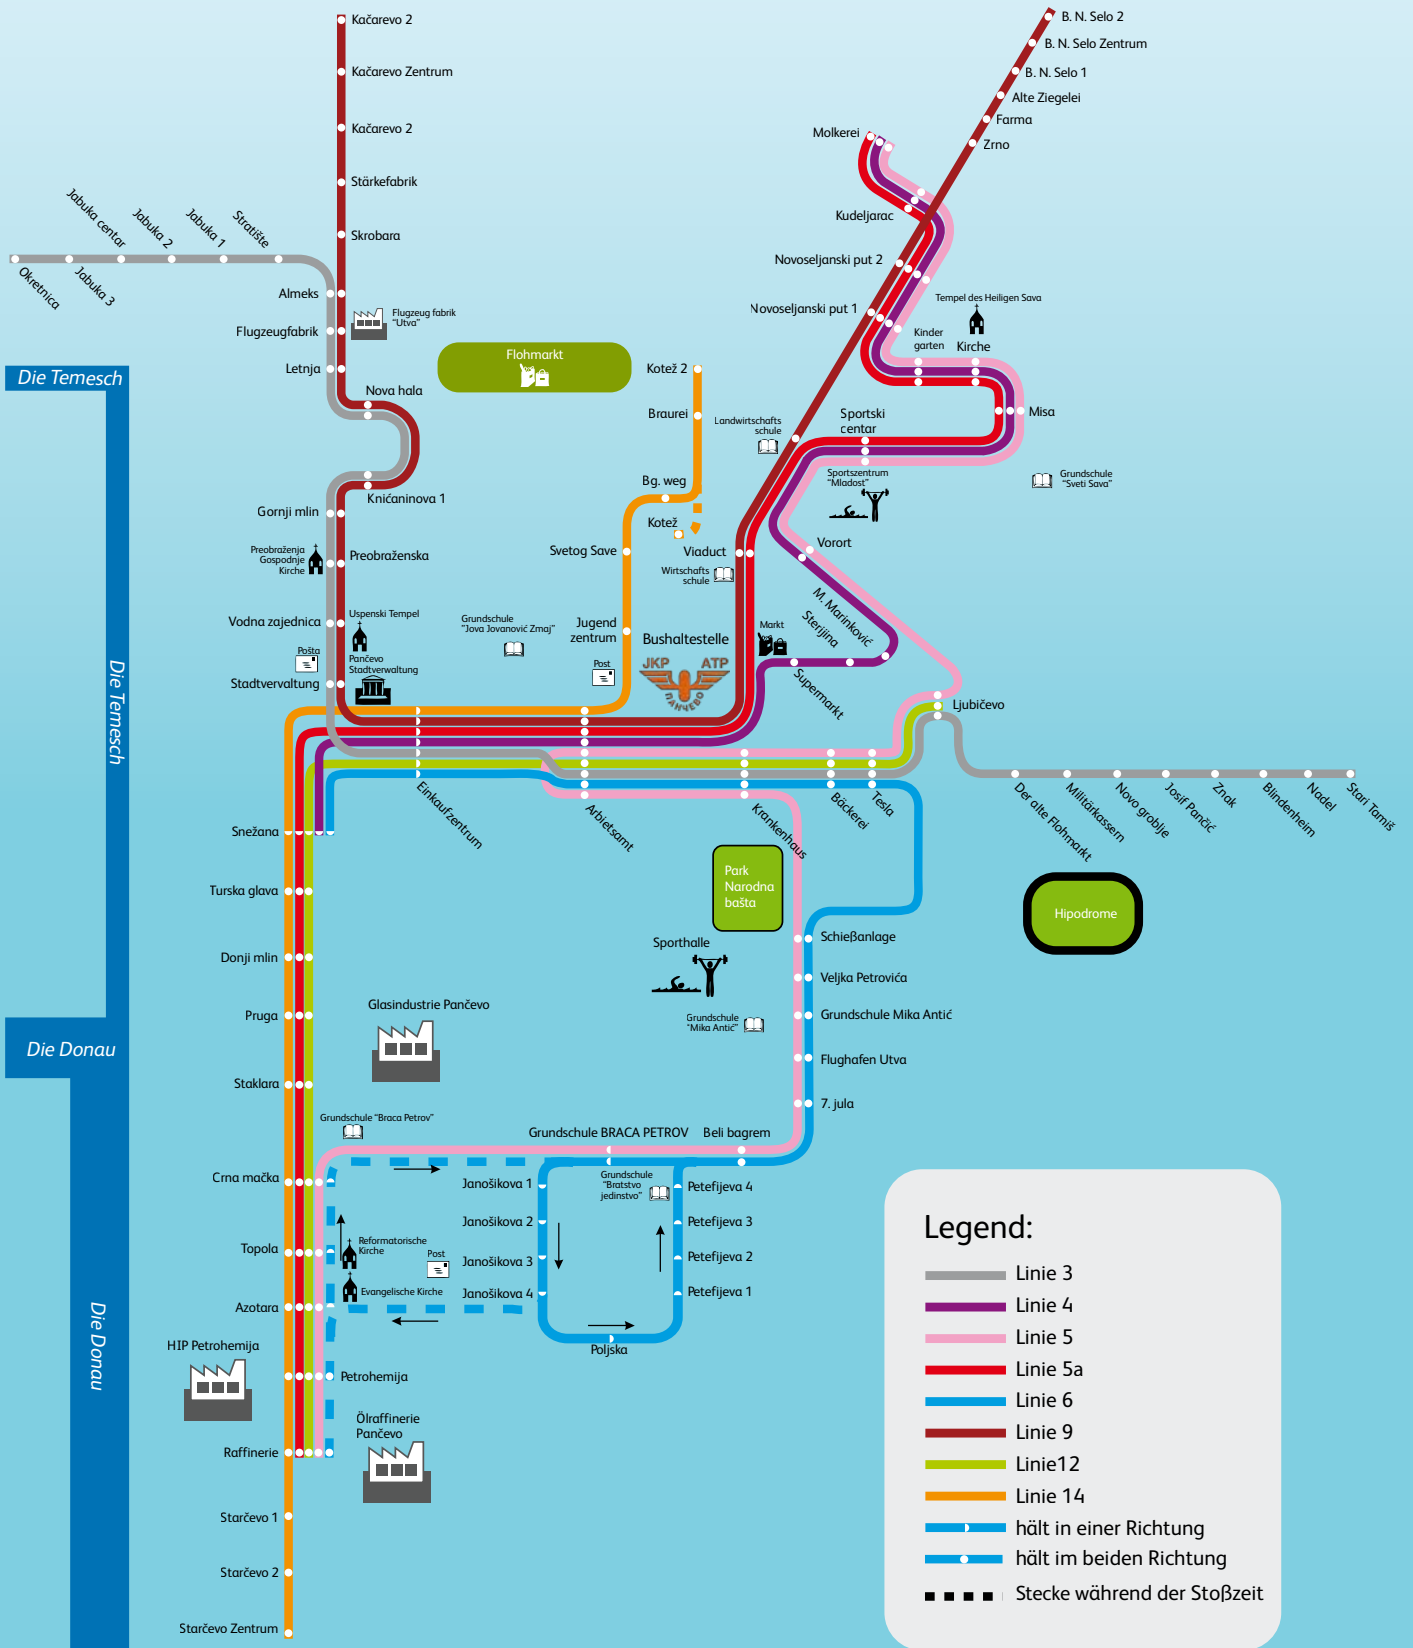 Kačarevo 2
Kačarevo Zentrum
Kačarevo 2
Stärkefabrik
Skrobara
B. N. Selo 2
B. N. Selo Zentrum
B. N. Selo 1
Alte Ziegelei
Farma
Zrno
Molkerei
Kudeljarac
Novoseljanski put 2
Novoseljanski put 1
Okretnica
Jabuka 3
Jabuka centar
Jabuka 2
Jabuka 1
Stratište
Almeks
Flugzeugfabrik
Flugzeug fabrik
"Utva"
Letnja
Nova hala
Knićaninova 1
Gornji mlin
Preobraženja
Gospodnje
Kirche
Preobraženska
Vodna zajednica
Uspenski Tempel
Pošta
Pančevo
Stadtverwaltung
Stadtvervaltung
Die Temesch
Die Temesch
Die Donau
Die Donau
Flohmarkt
Kotež 2
Braurei
Bg. weg
Kotež
Svetog Save
Jugend
zentrum
Grundschule
"Jova Jovanović Zmaj"
Post
Bushaltestelle
JKP ATP
ПАНЧЕВО
Viaduct
Wirtschafts
schule
Landwirtschafts
schule
Tempel des Heiligen Sava
Kinder
garten
Kirche
Misa
Sportski
centar
Sportszentrum
"Mladost"
Grundschule
"Sveti Sava"
Vorort
M. Marinković
Sterijina
Markt
Supermarkt
Ljubičevo
Der alte Flohmarkt
Militärkassern
Novo groblje
Josif Pančić
Znak
Blindenheim
Nadel
Stari Tamiš
Einkaufzentrum
Arbietsamt
Krankenhaus
Bäckerei
Tesla
Park
Narodna
bašta
Hipodrome
Snežana
Turska glava
Donji mlin
Pruga
Staklara
Crna mačka
Topola
Azotara
HIP Petrohemija
Petrohemija
Raffinerie
Ölraffinerie
Pančevo
Starčevo 1
Starčevo 2
Starčevo Zentrum
Glasindustrie Pančevo
Sporthalle
Grundschule
"Mika Antić"
Schießanlage
Veljka Petrovića
Grundschule Mika Antić
Flughafen Utva
7. jula
Grundschule "Braca Petrov"
Grundschule BRACA PETROV
Beli bagrem
Grundschule
"Bratstvo
jedinstvo"
Janošikova 1
Janošikova 2
Janošikova 3
Janošikova 4
Petefijeva 4
Petefijeva 3
Petefijeva 2
Petefijeva 1
Poljska
Reformatorische
Kirche
Post
Evangelische Kirche
Legend:
Linie 3
Linie 4
Linie 5
Linie 5a
Linie 6
Linie 9
Linie12
Linie 14
hält in einer Richtung
hält im beiden Richtung
Stecke während der Stoßzeit